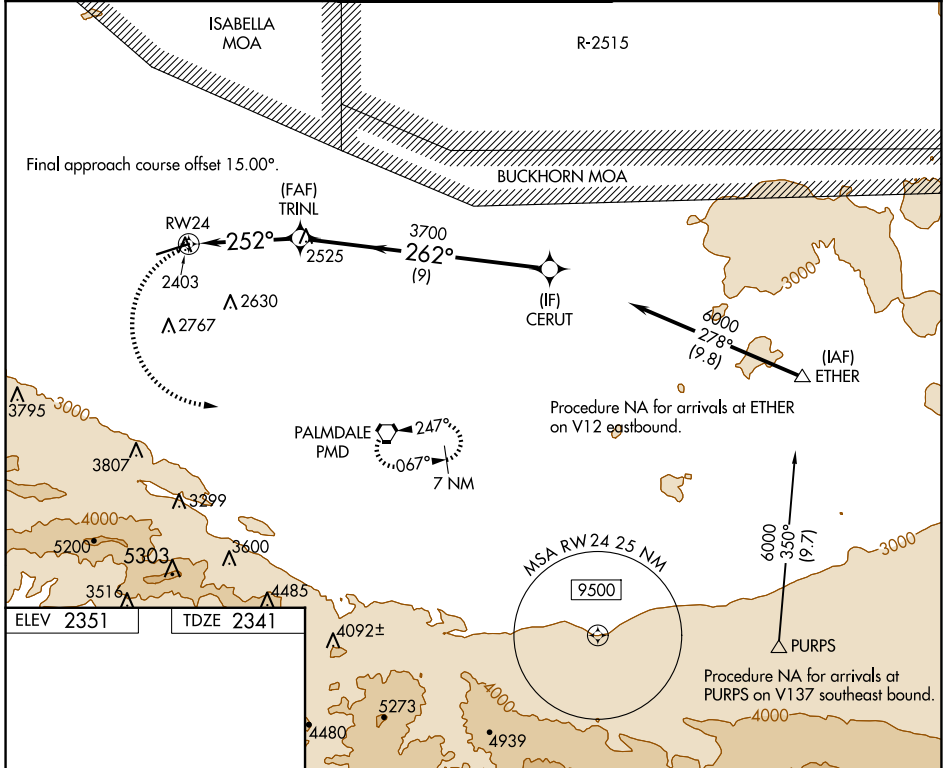 ISABELLA
MOA
R-2515
BUCKHORN MOA
Final approach course offset 15.00°.
(FAF)
TRINL
RW24
252°
2525
3700
262°
(9)
2403
2630
2767
(IF)
CERUT
3000
6000
278°
(9.8)
(IAF)
ETHER
Procedure NA for arrivals at ETHER
on V12 eastbound.
3795
3000
PALMDALE
PMD
247°
067°
7 NM
3807
3299
4000
5200
5303
3600
3516
4485
6000
350°
(9.7)
3000
MSA RW24 25 NM
9500
ELEV 2351
TDZE 2341
4092±
PURPS
Procedure NA for arrivals at
PURPS on V137 southeast bound.
4000
5273
4000
4480
4939